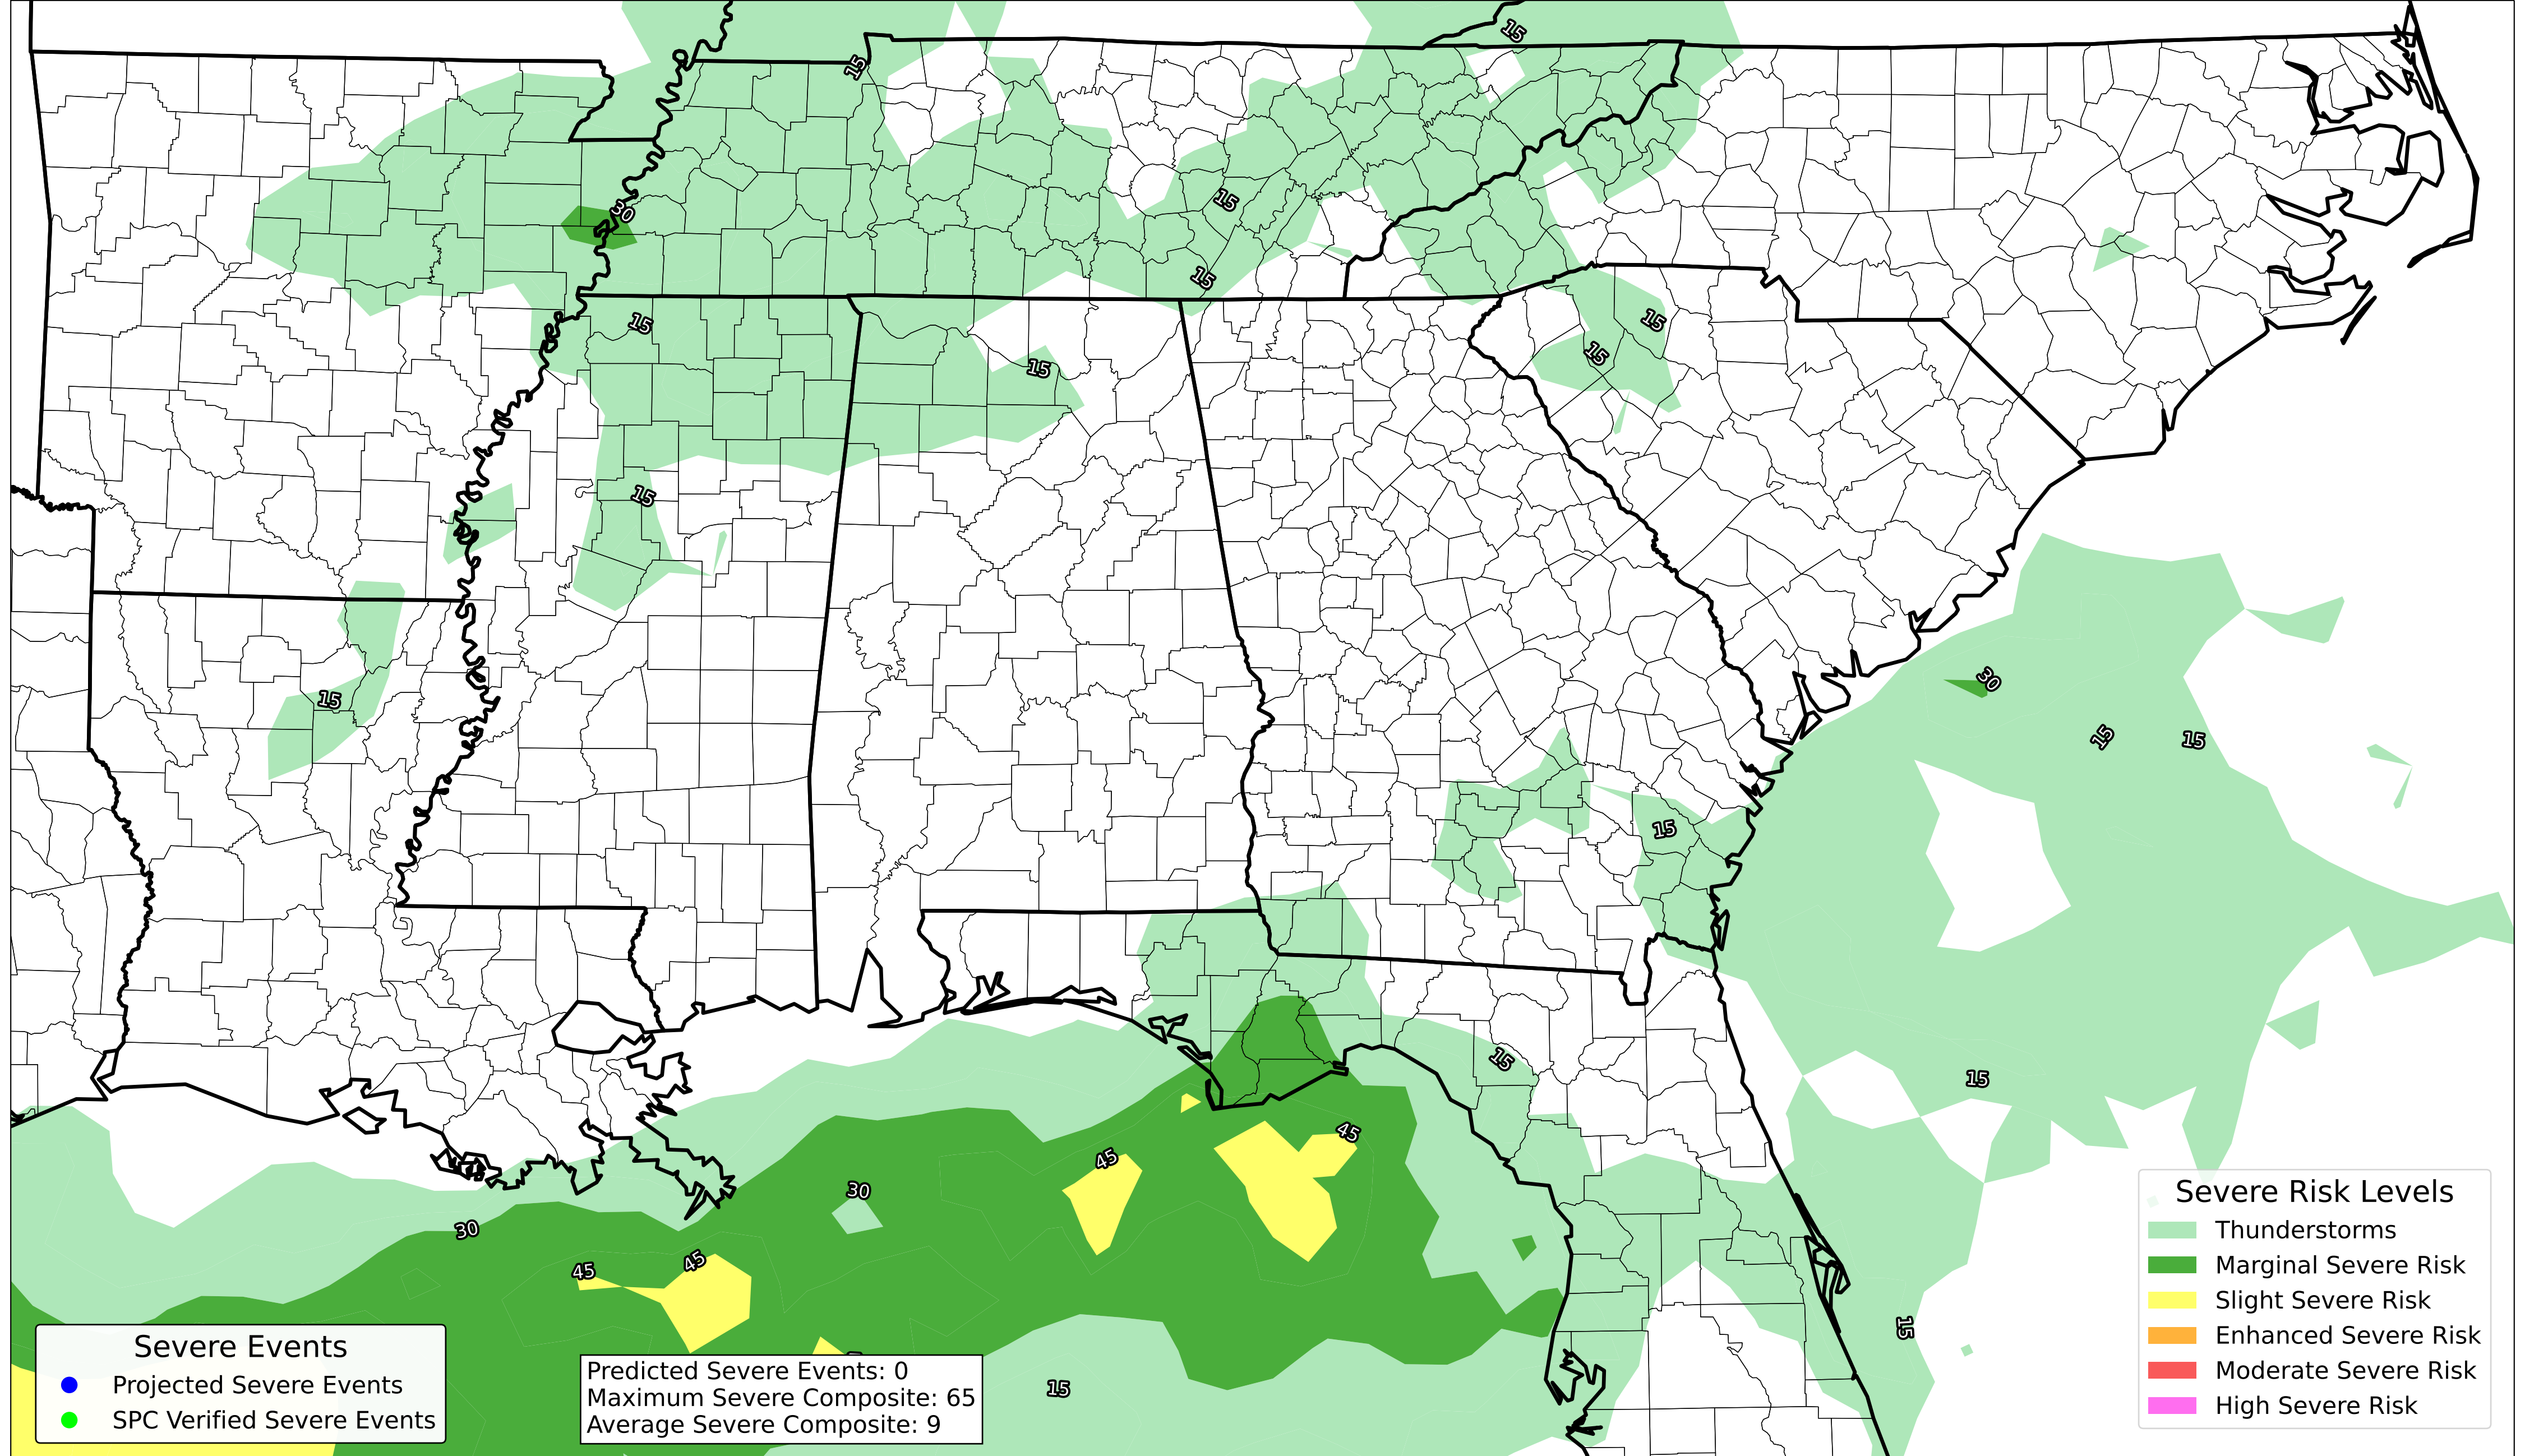 15
15
15
30
15
15
15
15
15
15
15
30
15
15
15
15
45
45
30
30
45
45
15
15
15
Severe Risk Levels
Thunderstorms
Marginal Severe Risk
Slight Severe Risk
Enhanced Severe Risk
Moderate Severe Risk
High Severe Risk
Severe Events
Projected Severe Events
SPC Verified Severe Events
Predicted Severe Events: 0
Maximum Severe Composite: 65
Average Severe Composite: 9
15